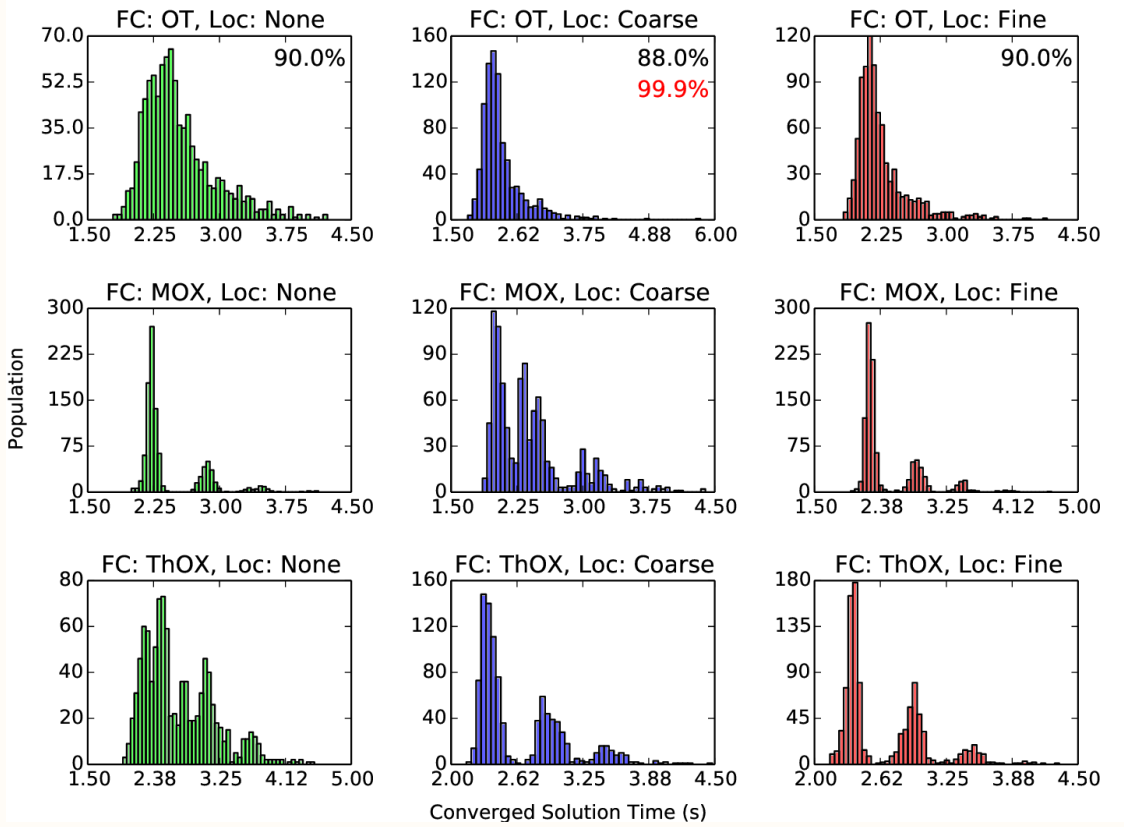 FC: OT, Loc: None
70.0
52.5
35.0
17.5
0.0
90.0%
1.50 2.25 3.00 3.75 4.50
FC: OT, Loc: Coarse
160
120
80
40
0
88.0%
99.9%
1.50 2.62 3.75 4.88 6.00
FC: OT, Loc: Fine
120
90
60
30
0
90.0%
1.50 2.25 3.00 3.75 4.50
Population
FC: MOX, Loc: None
300
225
150
75
0
1.50 2.25 3.00 3.75 4.50
FC: MOX, Loc: Coarse
120
90
60
30
0
1.50 2.25 3.00 3.75 4.50
FC: MOX, Loc: Fine
300
225
150
75
0
1.50 2.38 3.25 4.12 5.00
FC: ThOX, Loc: None
80
60
40
20
0
1.50 2.38 3.25 4.12 5.00
FC: ThOX, Loc: Coarse
160
120
80
40
0
2.00 2.62 3.25 3.88 4.50
FC: ThOX, Loc: Fine
180
135
90
45
0
2.00 2.62 3.25 3.88 4.50
Converged Solution Time (s)